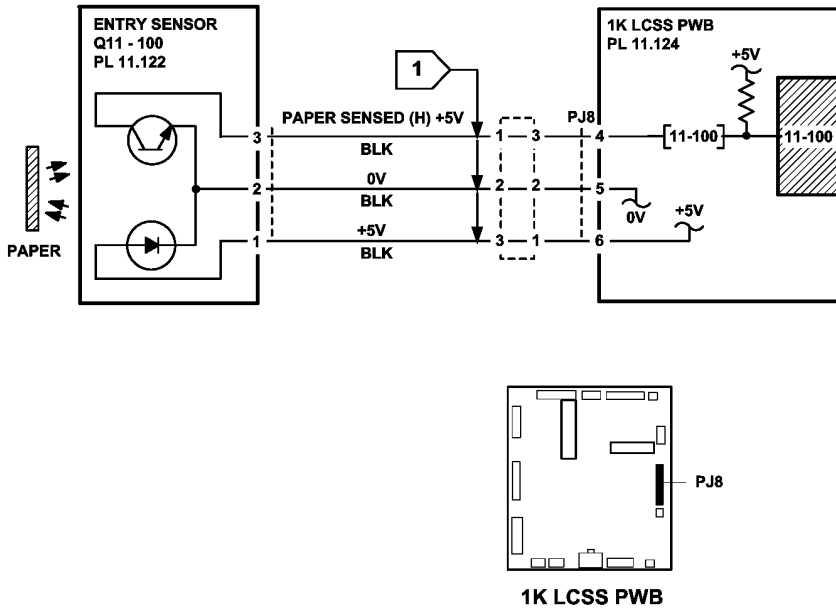 ENTRY SENSOR
Q11 - 100
PL 11.122
1K LCSS PWB
PL 11.124
+5V
1
PAPER SENSED (H) +5V
PJ8
3
1
3
4
[11-100]
11-100
BLK
0V
2
2
2
5
BLK
0V
+5V
+5V
1
3
1
6
BLK
PAPER
PJ8
1K LCSS PWB